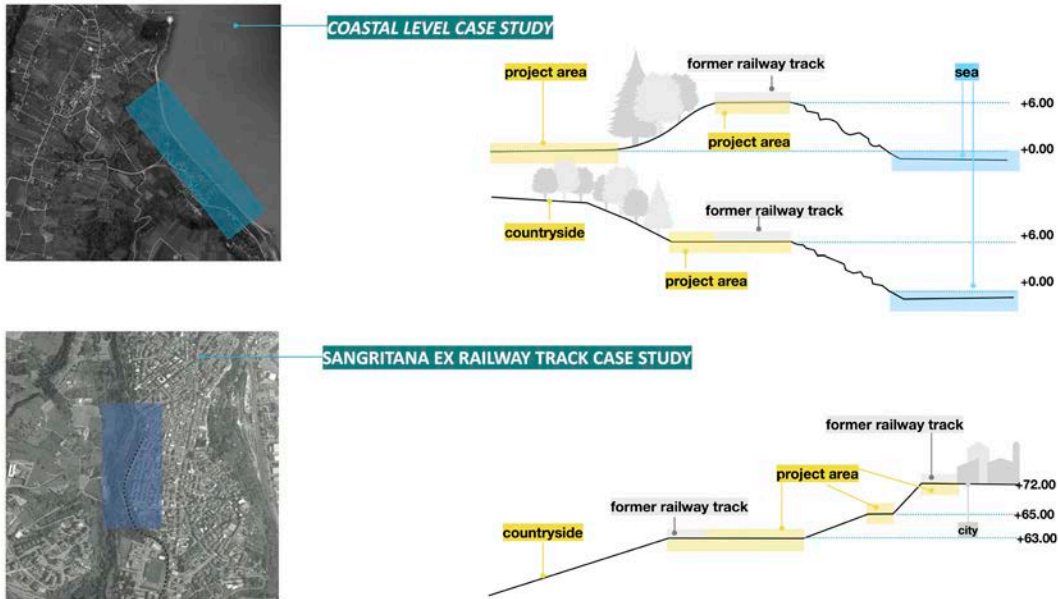 COASTAL LEVEL CASE STUDY
former railway track
project area
sea
+6.00
project area
+0.00
former railway track
countryside
+6.00
project area
+0.00
SANGRITANA EX RAILWAY TRACK CASE STUDY
former railway track
project area
+72.00
former railway track
+65.00
countryside
city
+63.00